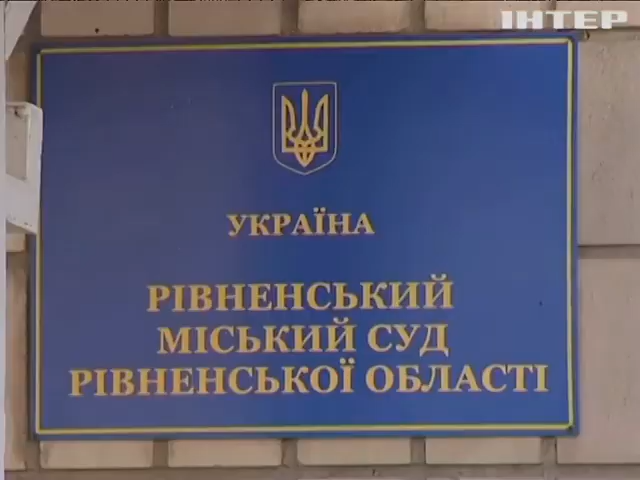 ІНТЕР
УКРАЇНА
РІВНЕНСЬКИЙ
МІСЬКИЙ СУД
РІВНЕНСЬКОЇ ОБЛАСТІ